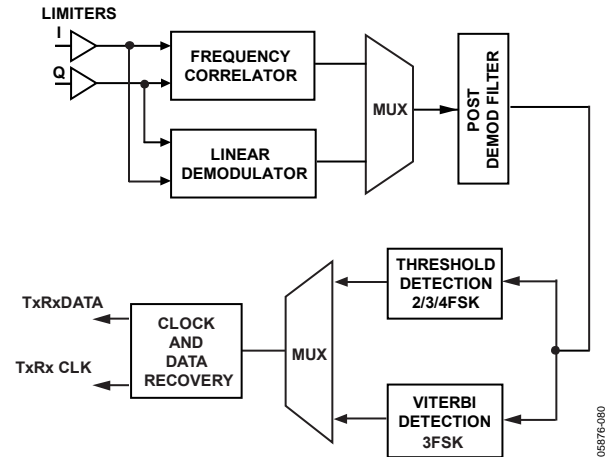 LIMITERS
I
Q
FREQUENCY
CORRELATOR
LINEAR
DEMODULATOR
MUX
POST
DEMOD FILTER
THRESHOLD
DETECTION
2/3/4FSK
VITERBI
DETECTION
3FSK
MUX
CLOCK
AND
DATA
RECOVERY
TxRxDATA
TxRx CLK
05876-080